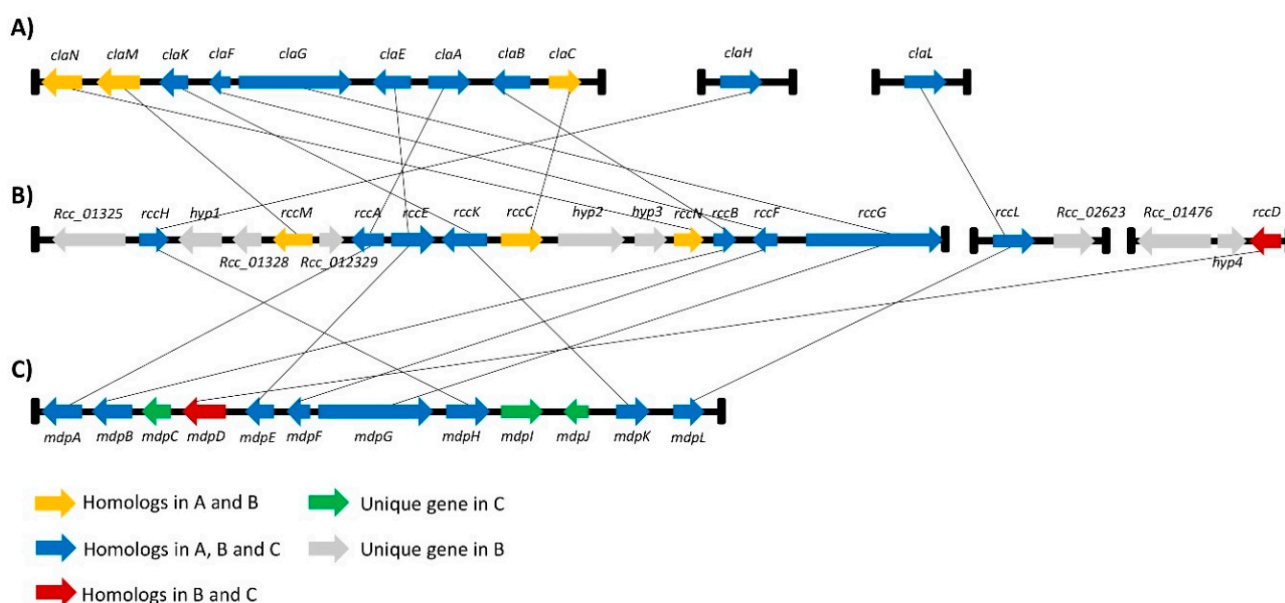 A)
claN claM claK claF claG claE claA claB claC claH claL
B)
Rcc_01325 rccH hyp1 rccM rccA rccE rccK rccC hyp2 hyp3 rccN rccB rccF rccG rccL Rcc_02623 Rcc_01476 rccD
Rcc_01328 Rcc_012329 hyp4
C)
mdpA mdpB mdpC mdpD mdpE mdpF mdpG mdpH mdpI mdpJ mdpK mdpL
Homologs in A and B Unique gene in C
Homologs in A, B and C Unique gene in B
Homologs in B and C